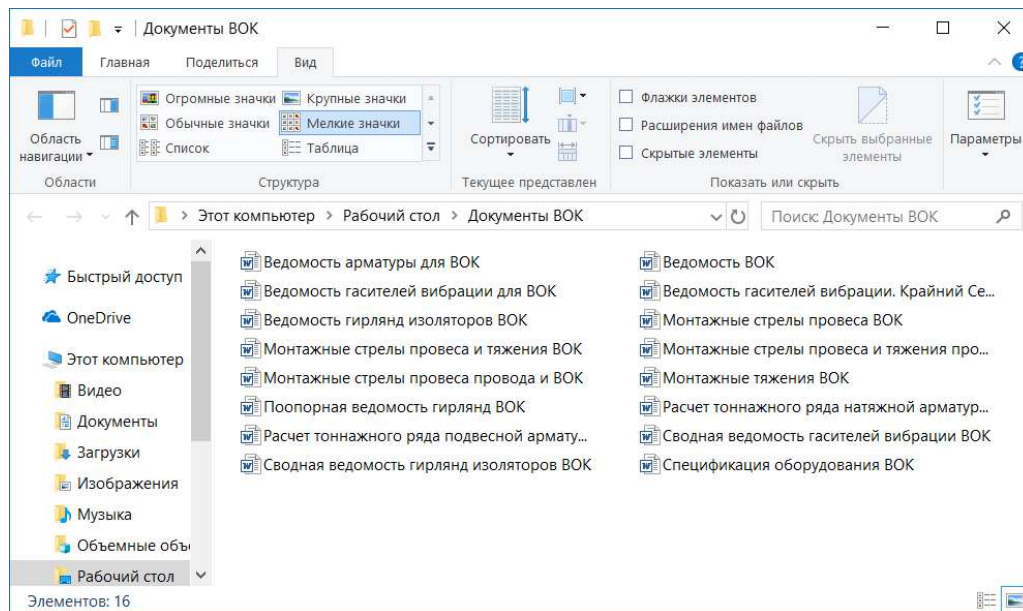 Документы ВОК
Файл Главная Поделиться Вид
Огромные значки Крупные значки
Обычные значки Мелкие значки
Список Таблица
Область навигации
Сортировать
Флажки элементов
Расширения имен файлов
Скрытые элементы
Скрыть выбранные элементы
Параметры
Области Структура Текущее представлен Показать или скрыть
Этот компьютер > Рабочий стол > Документы ВОК
Поиск: Документы ВОК
Быстрый доступ
OneDrive
Этот компьютер
Видео
Документы
Загрузки
Изображения
Музыка
Объемные объ
Рабочий стол
Ведомость арматуры для ВОК
Ведомость гасителей вибрации для ВОК
Ведомость гирлянд изоляторов ВОК
Монтажные стрелы провеса и тяжения ВОК
Монтажные стрелы провеса провода и ВОК
Поопорная ведомость гирлянд ВОК
Расчет тоннажного ряда подвесной армату...
Сводная ведомость гирлянд изоляторов ВОК
Ведомость ВОК
Ведомость гасителей вибрации. Крайний Се...
Монтажные стрелы провеса ВОК
Монтажные стрелы провеса и тяжения про...
Монтажные тяжения ВОК
Расчет тоннажного ряда натяжной арматур...
Сводная ведомость гасителей вибрации ВОК
Спецификация оборудования ВОК
Элементов: 16